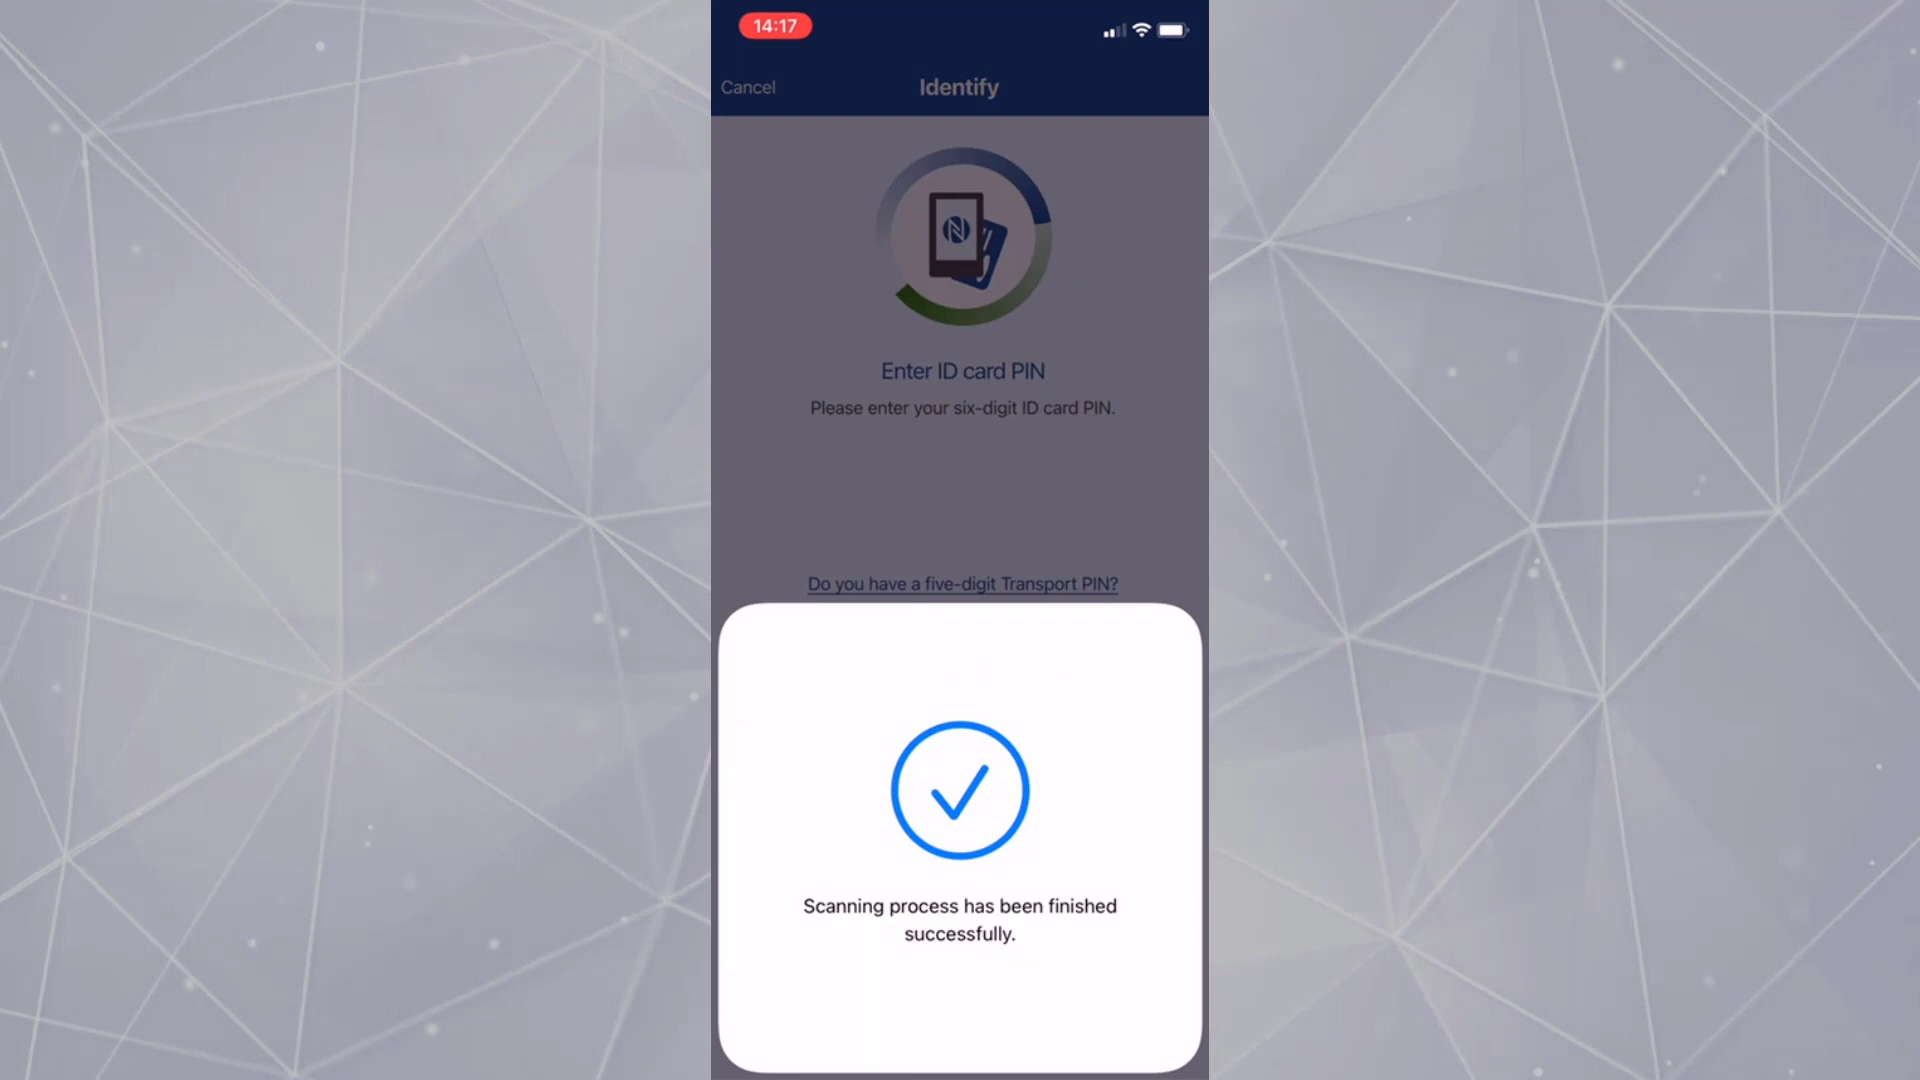 14:17
Cancel
Identify
Enter ID card PIN
Please enter your six-digit ID card PIN.
Do you have a five-digit Transport PIN?
Scanning process has been finished
successfully.